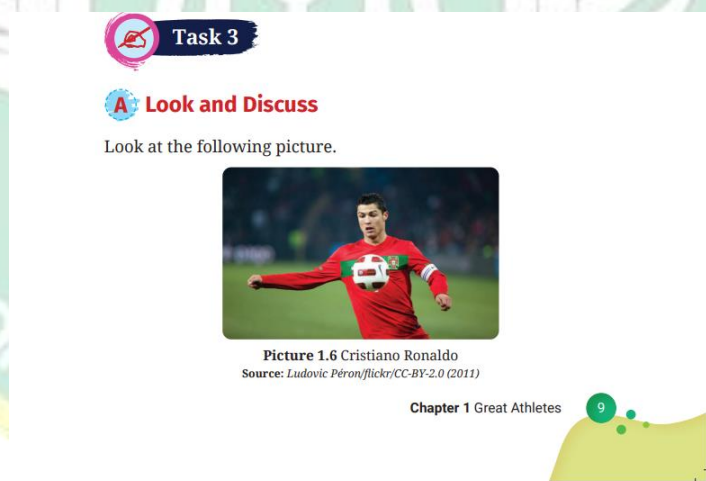 Task 3
A Look and Discuss
Look at the following picture.
Picture 1.6 Cristiano Ronaldo
Source: Ludovic Péron/flickr/CC-BY-2.0 (2011)
Chapter 1 Great Athletes 9